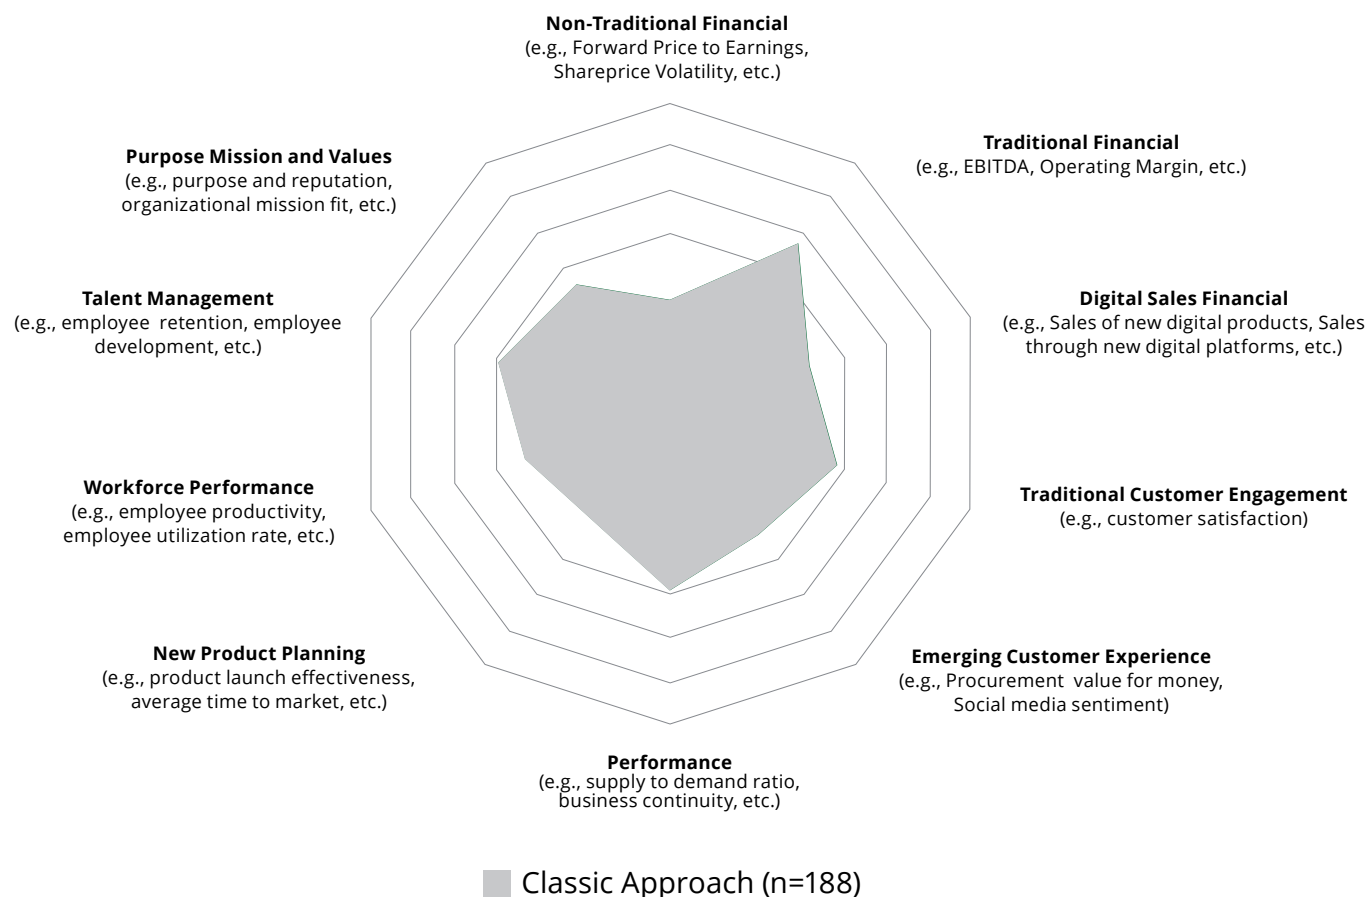 Non-Traditional Financial
(e.g., Forward Price to Earnings,
Shareprice Volatility, etc.)
Traditional Financial
(e.g., EBITDA, Operating Margin, etc.)
Digital Sales Financial
(e.g., Sales of new digital products, Sales
through new digital platforms, etc.)
Traditional Customer Engagement
(e.g., customer satisfaction)
Emerging Customer Experience
(e.g., Procurement value for money,
Social media sentiment)
Performance
(e.g., supply to demand ratio,
business continuity, etc.)
New Product Planning
(e.g., product launch effectiveness,
average time to market, etc.)
Workforce Performance
(e.g., employee productivity,
employee utilization rate, etc.)
Talent Management
(e.g., employee retention, employee
development, etc.)
Purpose Mission and Values
(e.g., purpose and reputation,
organizational mission fit, etc.)
Classic Approach (n=188)